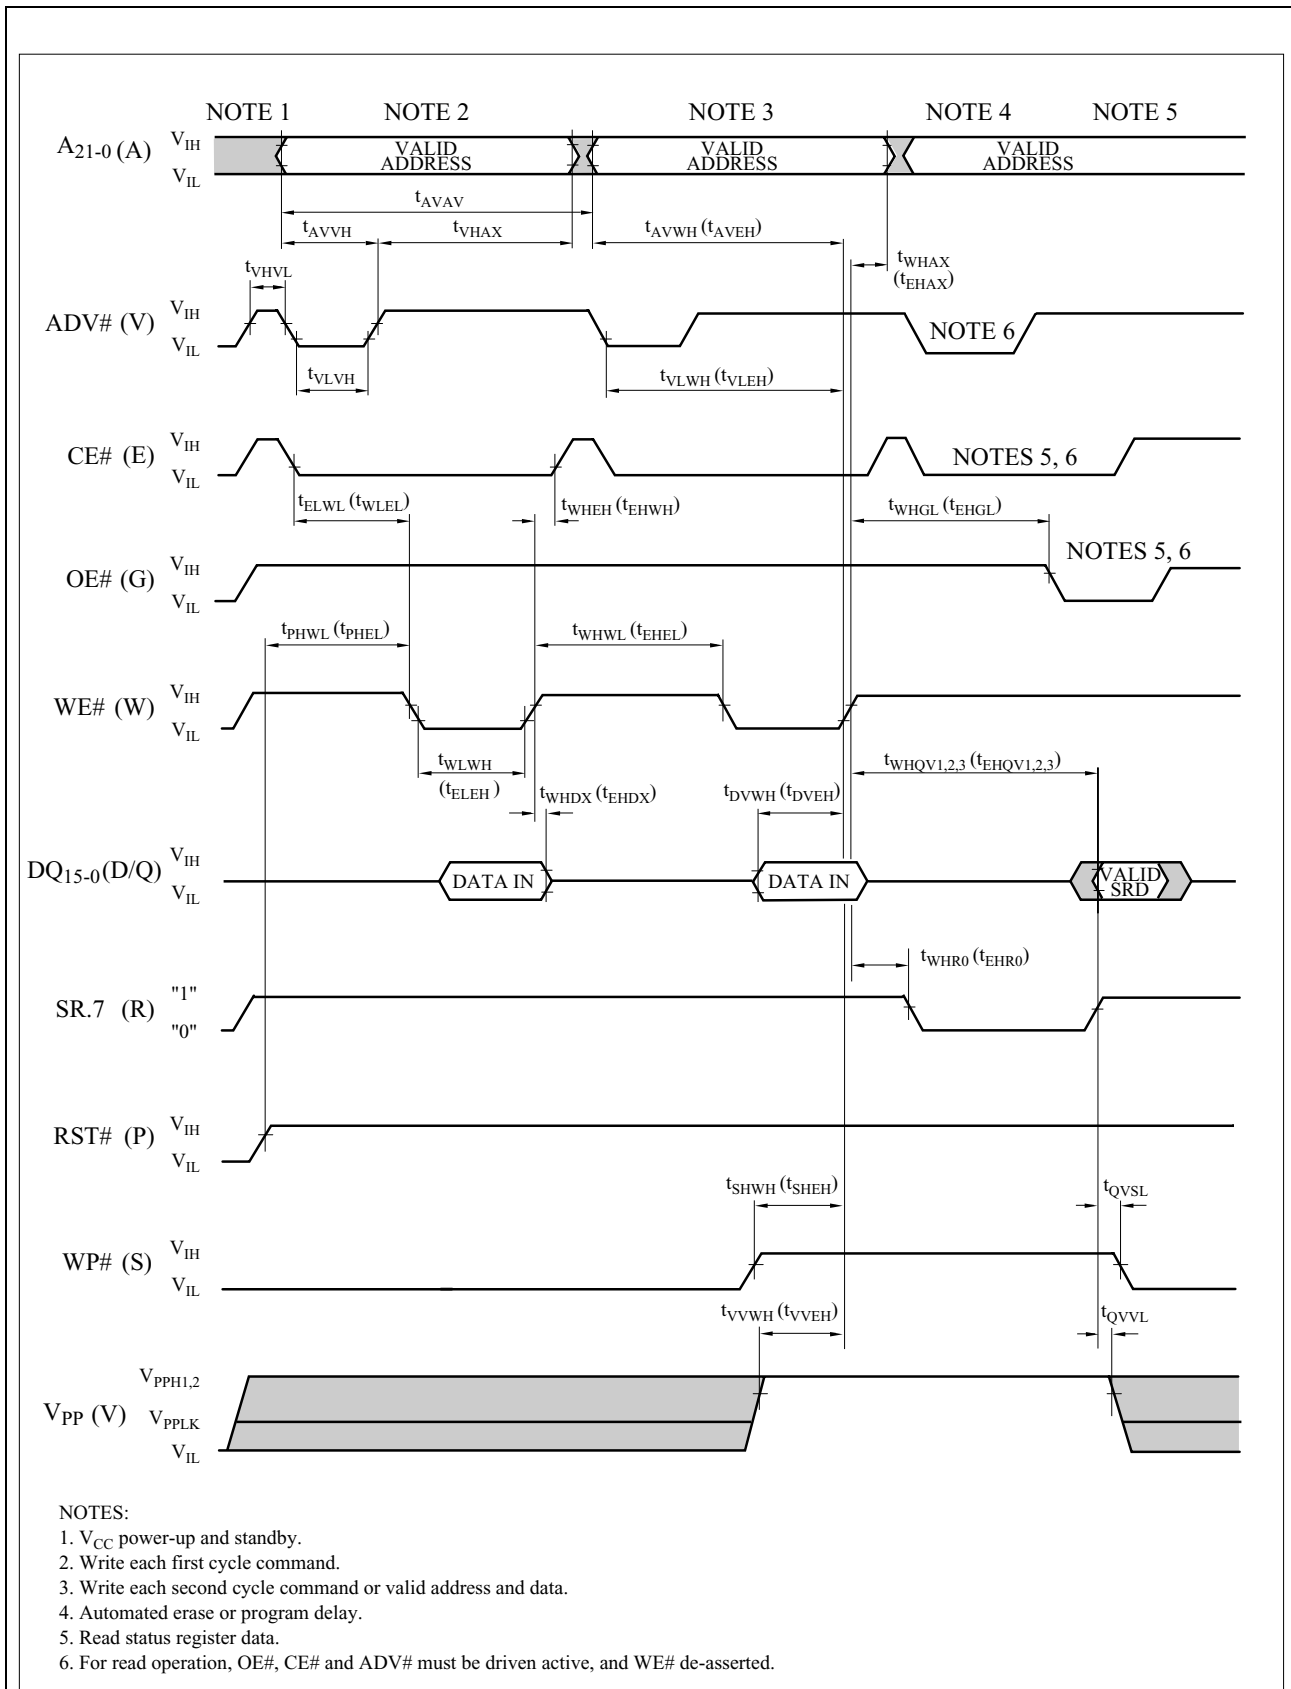 NOTE 1 NOTE 2 NOTE 3 NOTE 4 NOTE 5
A21-0 (A) VIH VIL VALID ADDRESS VALID ADDRESS VALID ADDRESS
tAVAV
tAVVH tVHAX tAVWH (tAVEH)
tVHVL tWHAX (tEHAX)
ADV# (V) VIH VIL NOTE 6
tVLVH tVLWH (tVLEH)
CE# (E) VIH VIL NOTES 5, 6
tELWL (tWLEL) tWHEH (tEHWH) tWHGL (tEHGL)
OE# (G) VIH VIL NOTES 5, 6
tPHWL (tPHEL) tWHWL (tEHEL)
WE# (W) VIH VIL
tWLWH (tELEH) tWHDX (tEHDX) tDVWH (tDVEH) tWHQV1,2,3 (tEHQV1,2,3)
DQ15-0(D/Q) VIH VIL DATA IN DATA IN VALID SRD
tWHR0 (tEHR0)
SR.7 (R) "1" "0"
RST# (P) VIH VIL
tSHWH (tSHEH) tQVSL
WP# (S) VIH VIL
tVVWH (tVVEH) tQVVL
VPP (V) VPPH1,2 VPPLK VIL
NOTES:
1. VCC power-up and standby.
2. Write each first cycle command.
3. Write each second cycle command or valid address and data.
4. Automated erase or program delay.
5. Read status register data.
6. For read operation, OE#, CE# and ADV# must be driven active, and WE# de-asserted.